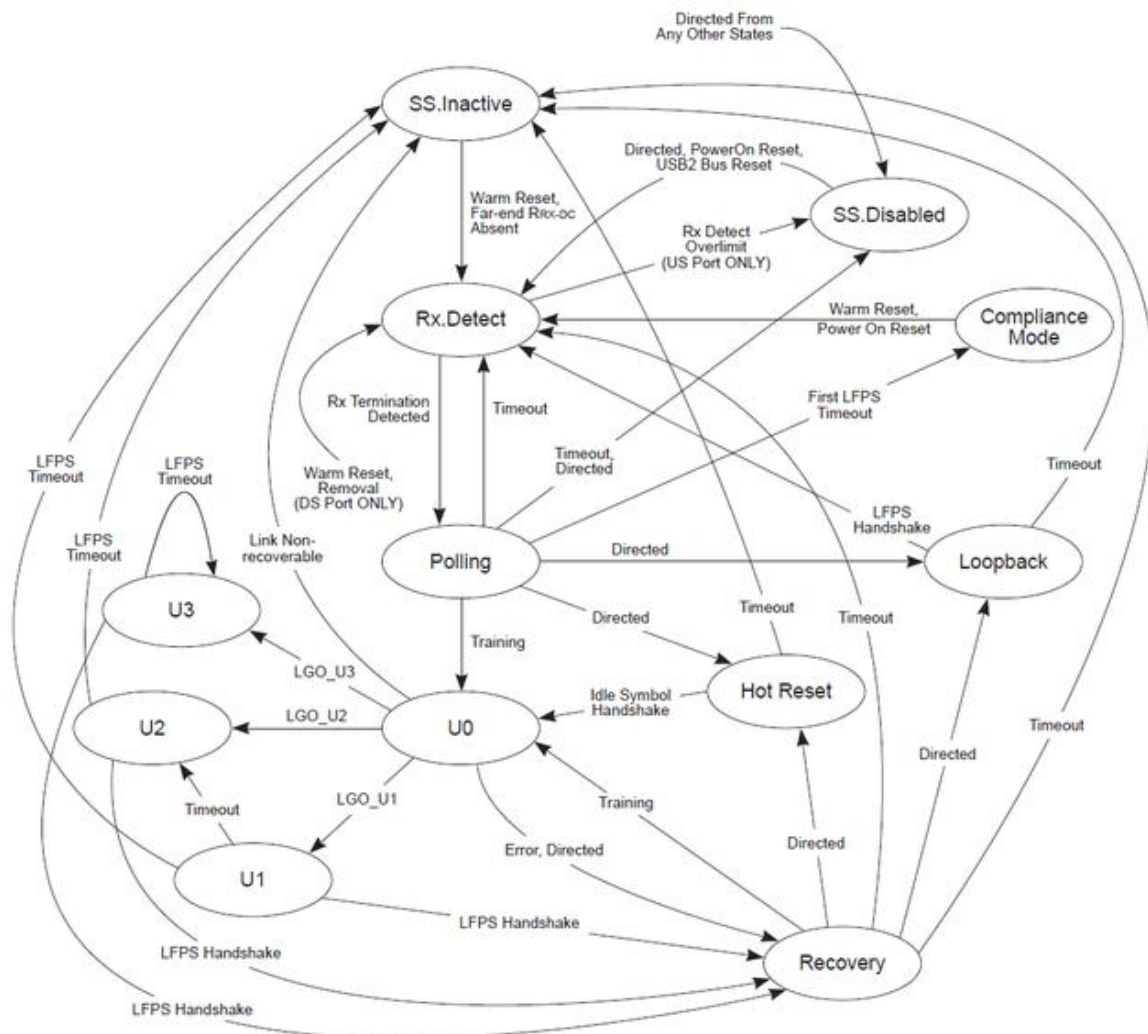 Directed From
Any Other States
SS.Inactive
Directed, PowerOn Reset,
USB2 Bus Reset
Warm Reset,
Far-end RRX-DC
Absent
SS.Disabled
Rx Detect
Overlimit
(US Port ONLY)
Rx.Detect
Warm Reset,
Power On Reset
Compliance
Mode
Rx Termination
Detected
Timeout
First LFPS
Timeout
LFPS
Timeout
LFPS
Timeout
Warm Reset,
Removal
(DS Port ONLY)
Timeout,
Directed
Timeout
LFPS
Timeout
Link Non-
recoverable
LFPS
Handshake
Polling
Directed
Loopback
U3
Directed
Timeout
Timeout
Training
LGO_U3
Hot Reset
Idle Symbol
Handshake
U2
LGO_U2
U0
Timeout
Directed
LGO_U1
Timeout
Training
Error, Directed
Directed
U1
LFPS Handshake
LFPS Handshake
Recovery
LFPS Handshake